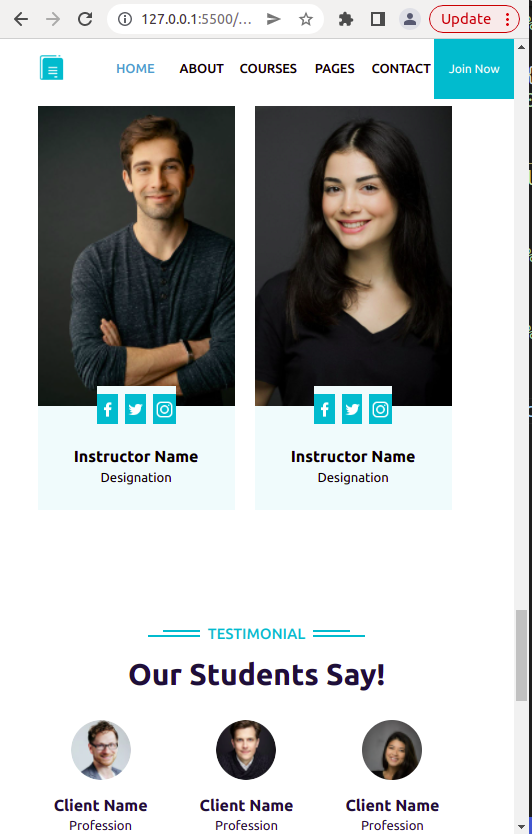 127.0.0.1:5500/...
Update
HOME ABOUT COURSES PAGES CONTACT Join Now
Instructor Name Instructor Name
Designation Designation
TESTIMONIAL
Our Students Say!
Client Name Client Name Client Name
Profession Profession Profession